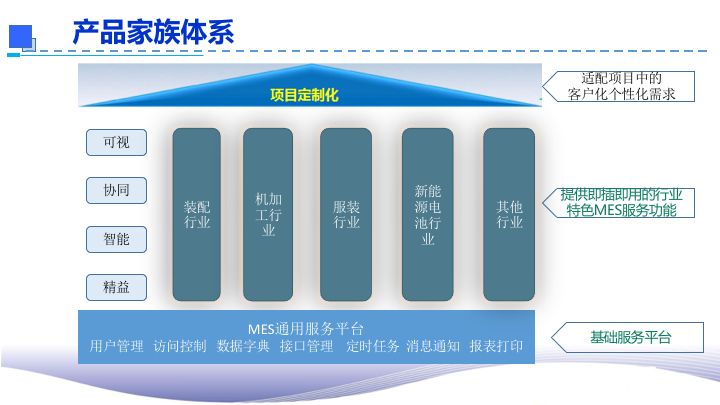 产品家族体系
项目定制化
适配项目中的
客户化个性化需求
可视
协同
智能
精益
装配
行业
机加
工行
业
服装
行业
新能
源电
池行
业
其他
行业
提供即插即用的行业
特色MES服务功能
MES通用服务平台
用户管理 访问控制 数据字典 接口管理 定时任务 消息通知 报表打印
基础服务平台